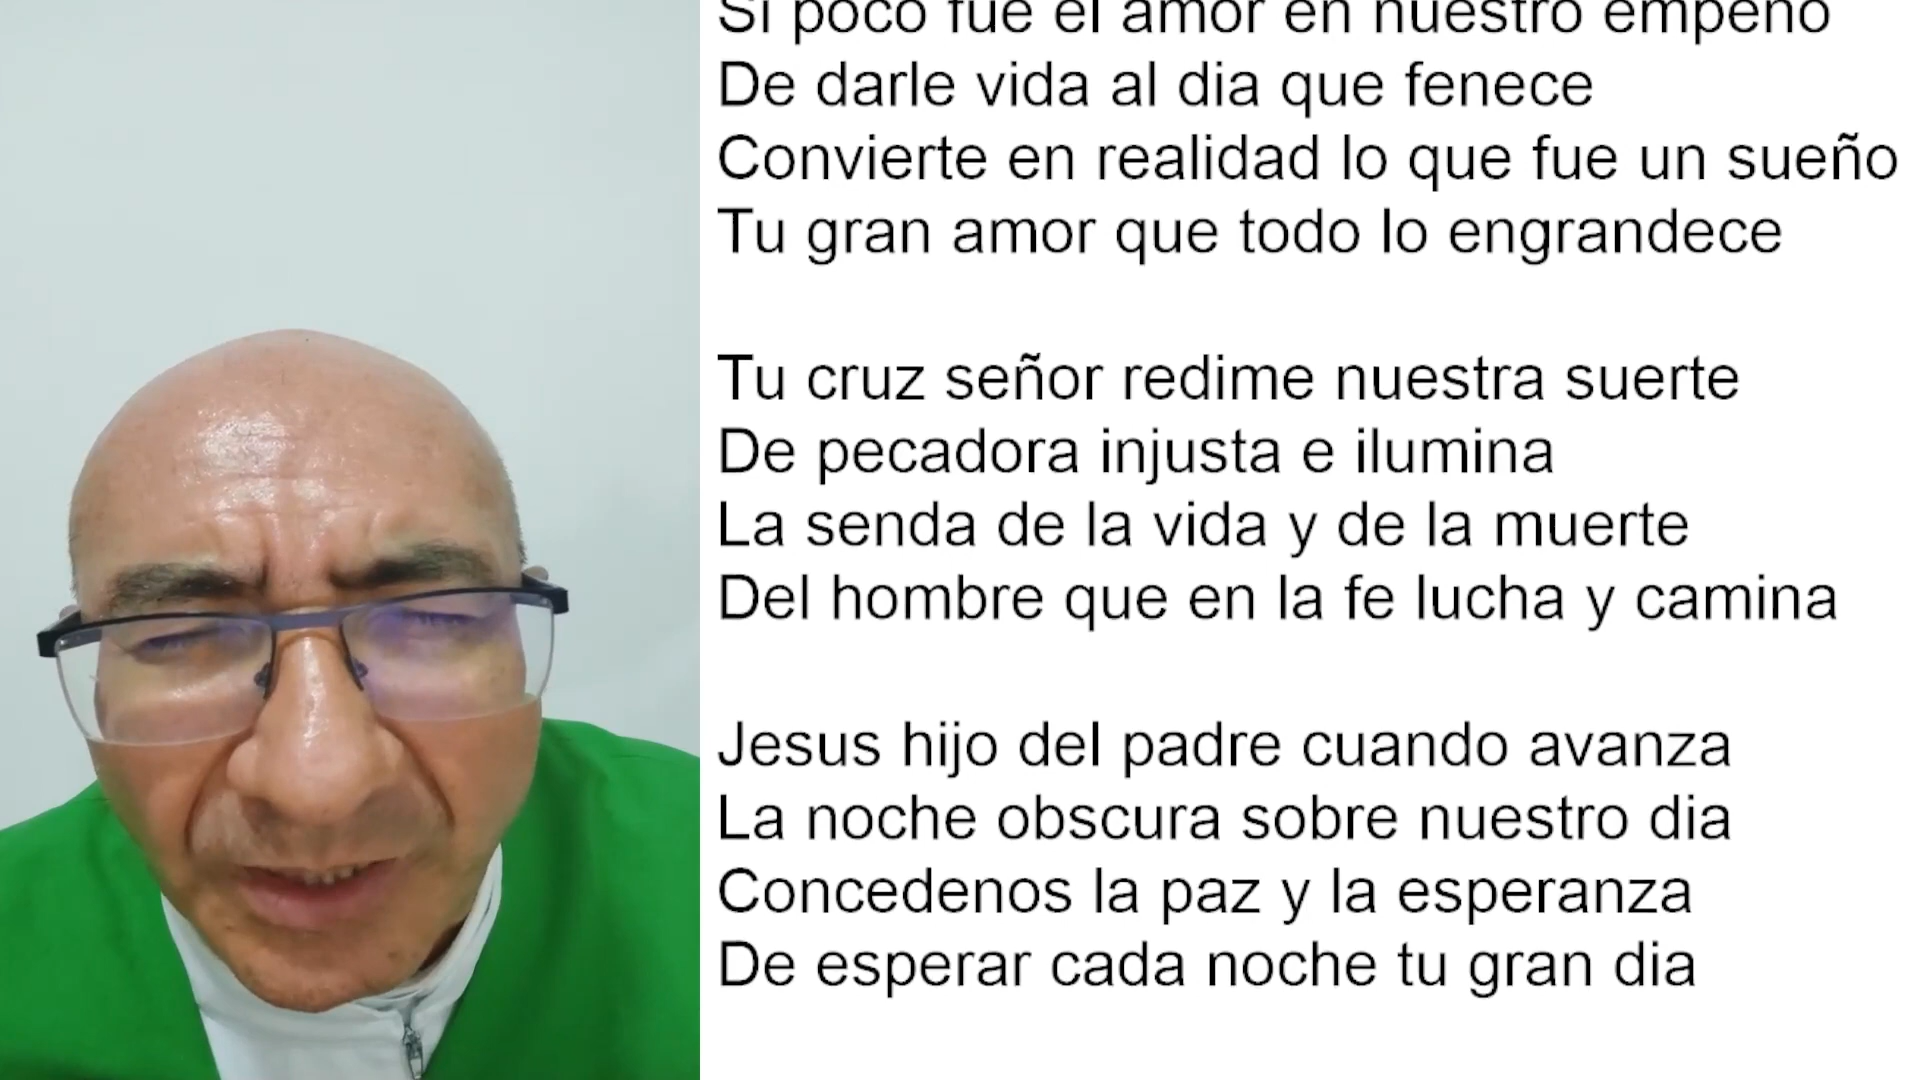 Si poco fue el amor en nuestro empeño
De darle vida al dia que fenece
Convierte en realidad lo que fue un sueño
Tu gran amor que todo lo engrandece
Tu cruz señor redime nuestra suerte
De pecadora injusta e ilumina
La senda de la vida y de la muerte
Del hombre que en la fe lucha y camina
Jesus hijo del padre cuando avanza
La noche obscura sobre nuestro dia
Concedenos la paz y la esperanza
De esperar cada noche tu gran dia